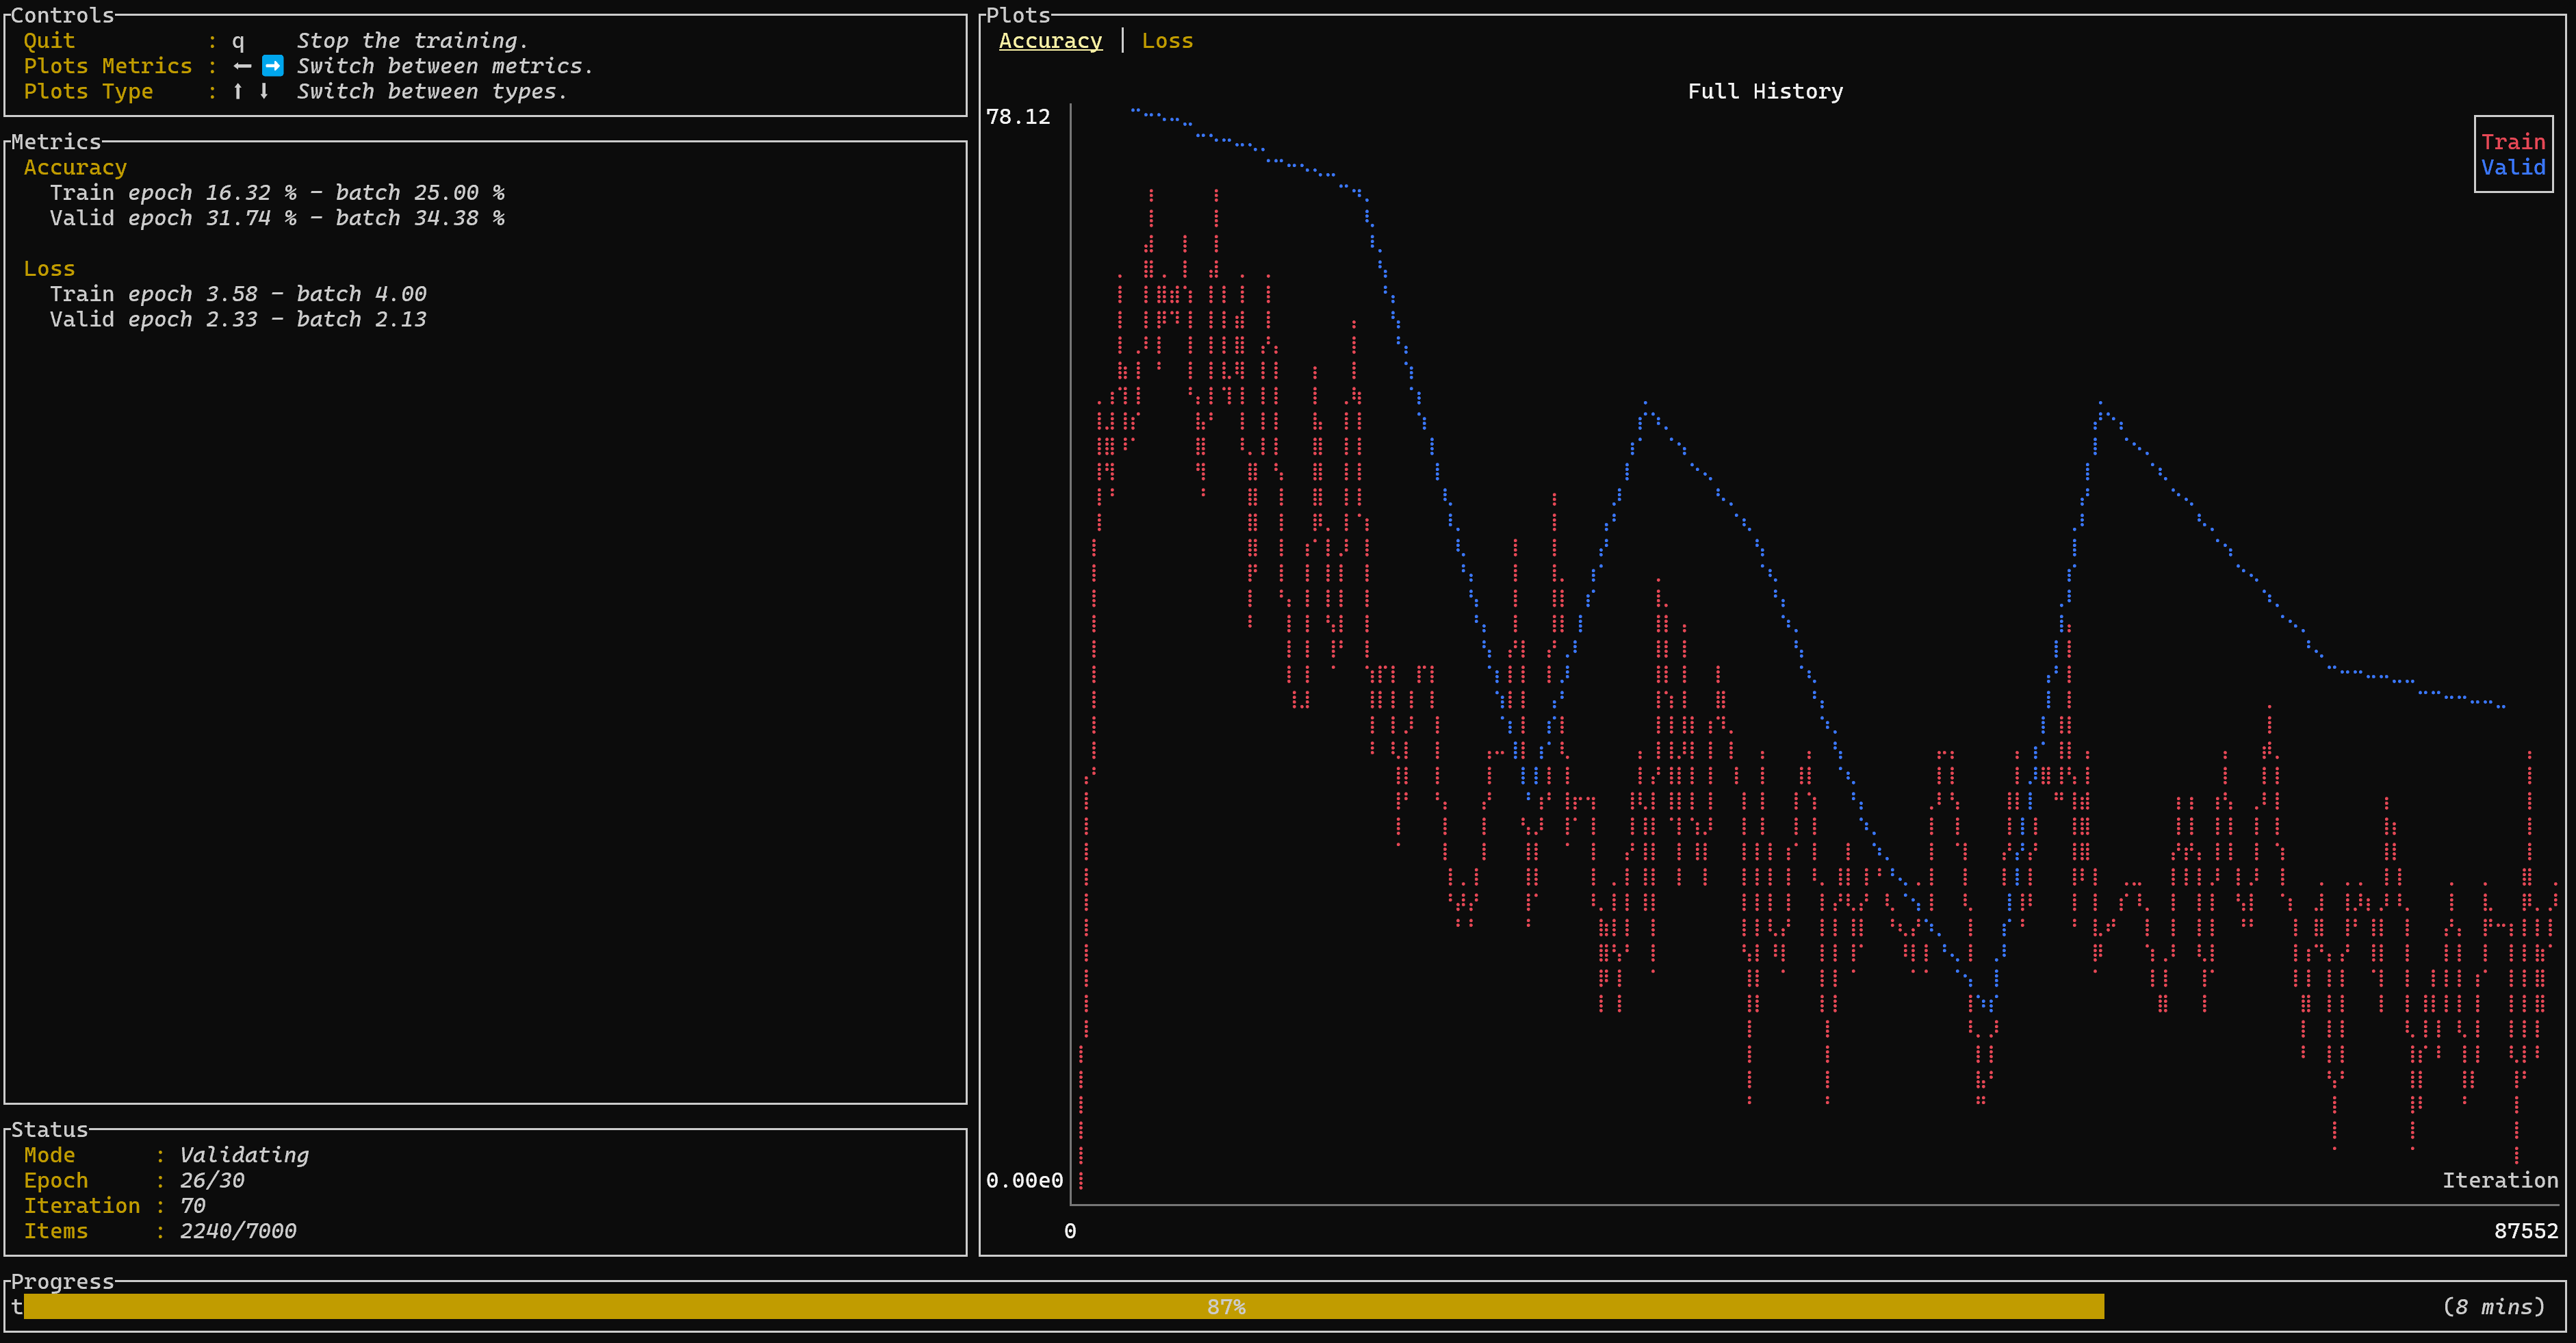 Controls
Quit : q Stop the training.
Plots Metrics : ← ➡ Switch between metrics.
Plots Type : ↑ ↓ Switch between types.
Metrics
Accuracy
Train epoch 16.32 % - batch 25.00 %
Valid epoch 31.74 % - batch 34.38 %
Loss
Train epoch 3.58 - batch 4.00
Valid epoch 2.33 - batch 2.13
Status
Mode : Validating
Epoch : 26/30
Iteration : 70
Items : 2240/7000
Plots
Accuracy | Loss
Full History
78.12
Train
Valid
0.00e0
Iteration
0
87552
Progress
t
87%
(8 mins)